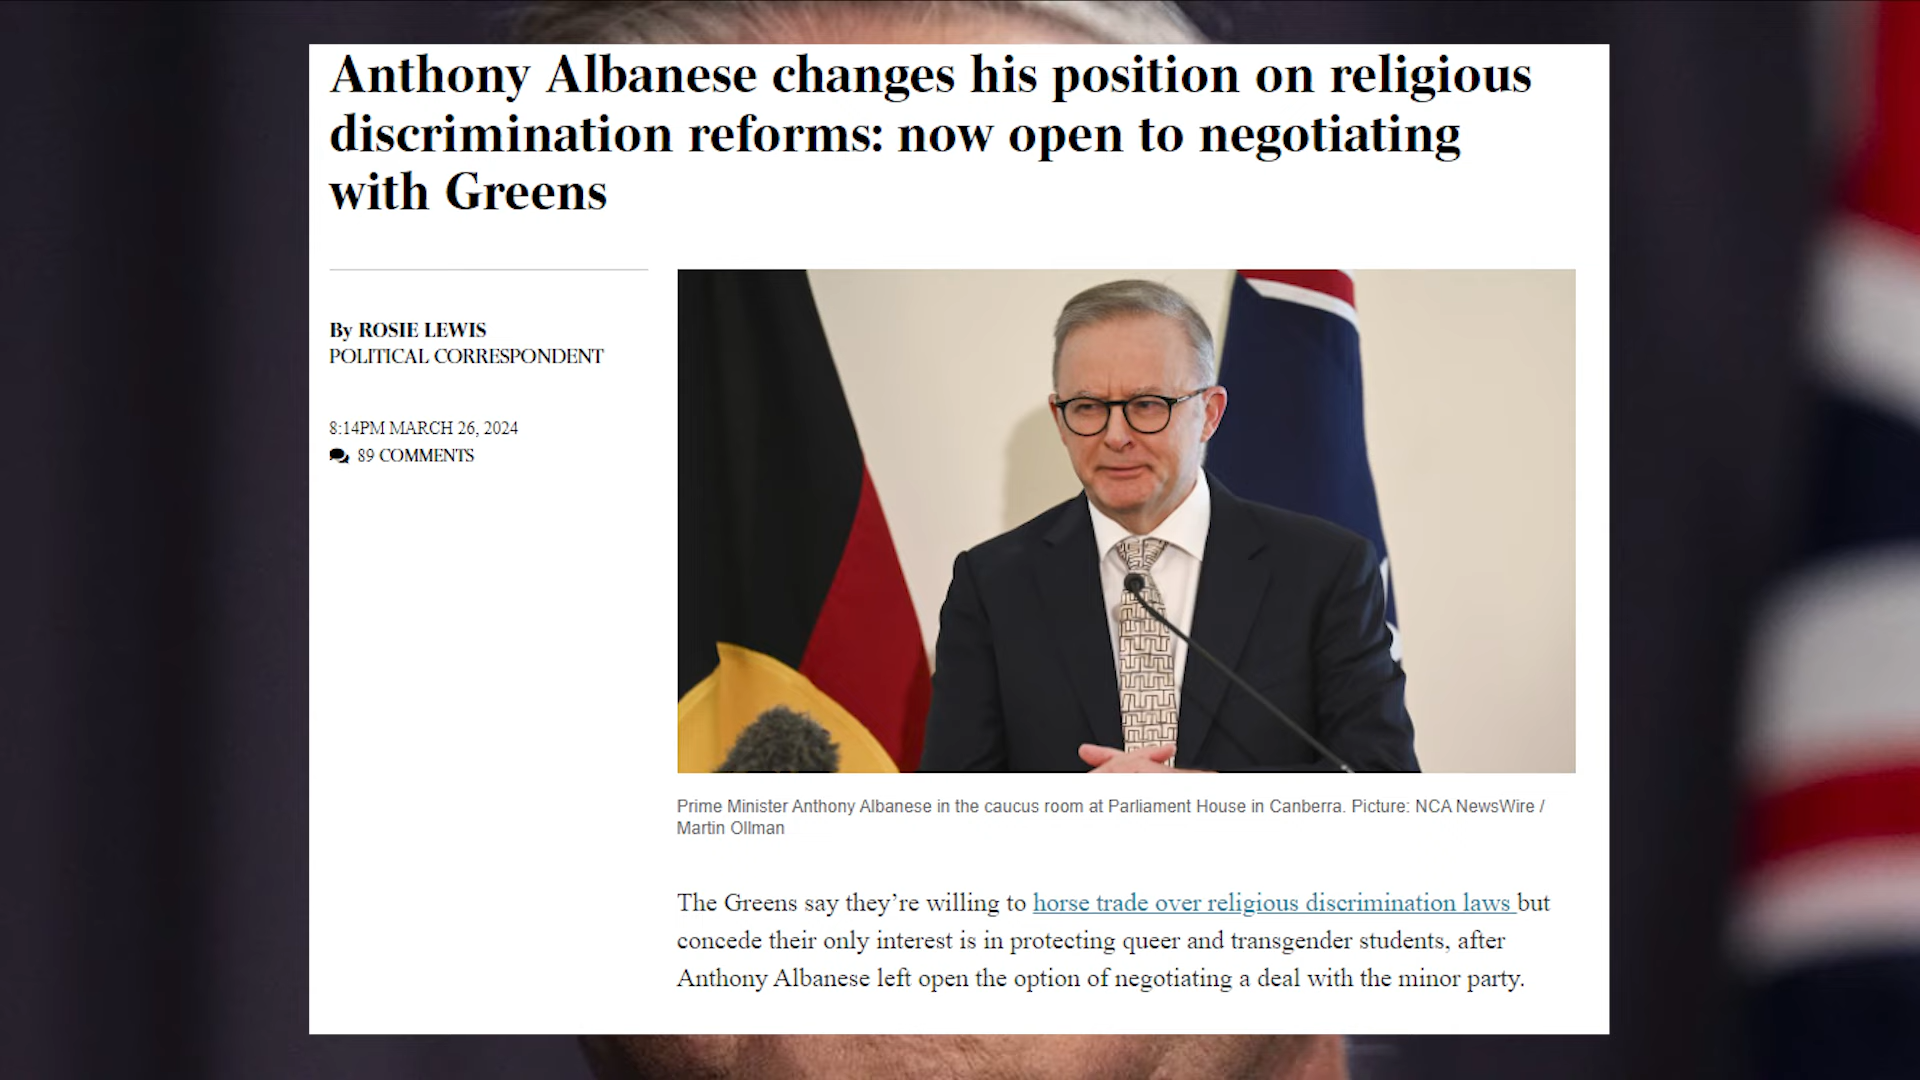 Anthony Albanese changes his position on religious
discrimination reforms: now open to negotiating
with Greens
By ROSIE LEWIS
POLITICAL CORRESPONDENT
8:14PM MARCH 26, 2024
89 COMMENTS
Prime Minister Anthony Albanese in the caucus room at Parliament House in Canberra. Picture: NCA NewsWire /
Martin Ollman
The Greens say they’re willing to horse trade over religious discrimination laws but
concede their only interest is in protecting queer and transgender students, after
Anthony Albanese left open the option of negotiating a deal with the minor party.